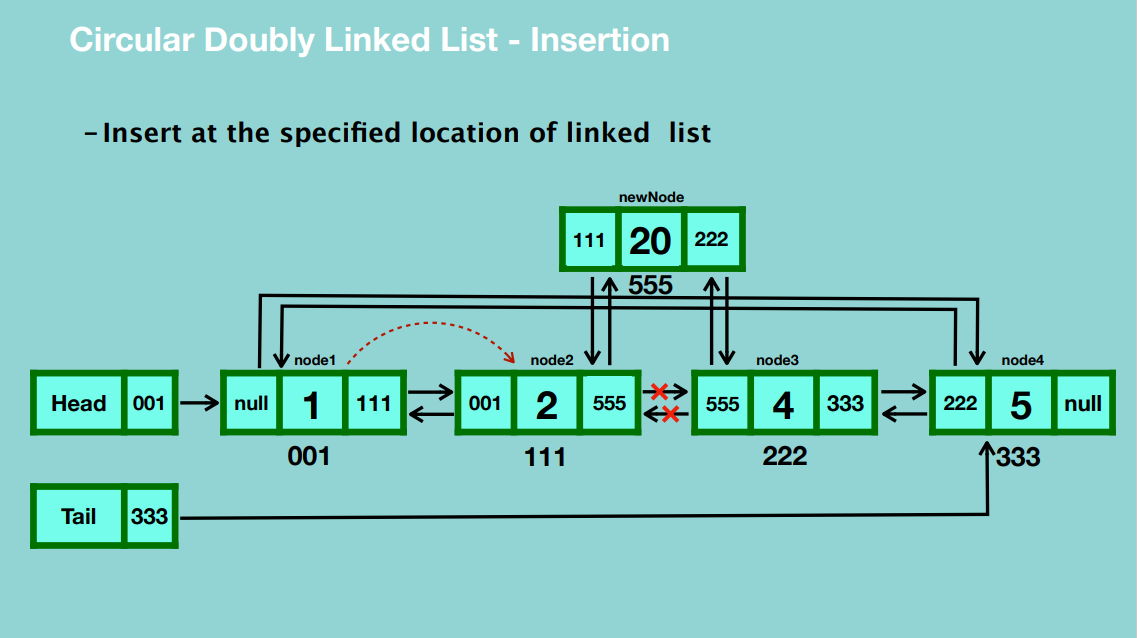 Circular Doubly Linked List - Insertion
– Insert at the specified location of linked list
newNode
111 20 222
555
node1 node2 node3 node4
Head 001 null 1 111 001 2 555 555 4 333 222 5 null
001 111 222 333
Tail 333